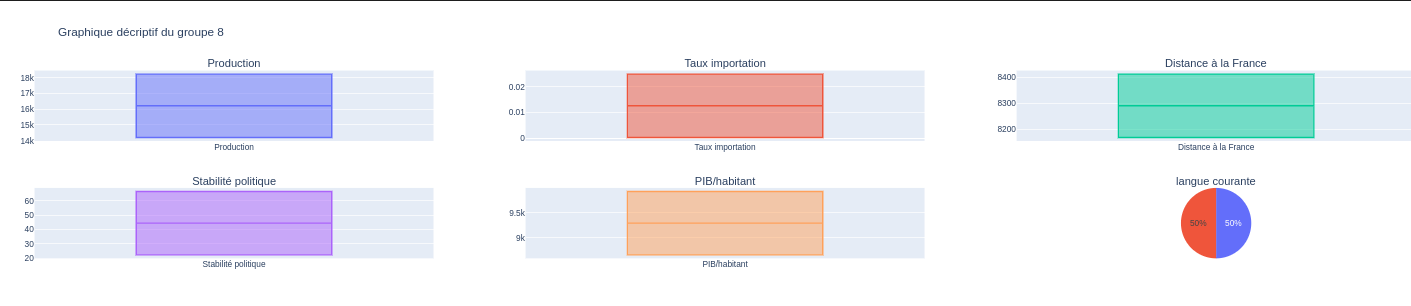 Graphique décriptif du groupe 8
Production
18k
17k
16k
15k
14k
Production
Taux importation
0.02
0.01
0
Taux importation
Distance à la France
8400
8300
8200
Distance à la France
Stabilité politique
60
50
40
30
20
Stabilité politique
PIB/habitant
9.5k
9k
PIB/habitant
langue courante
50%
50%